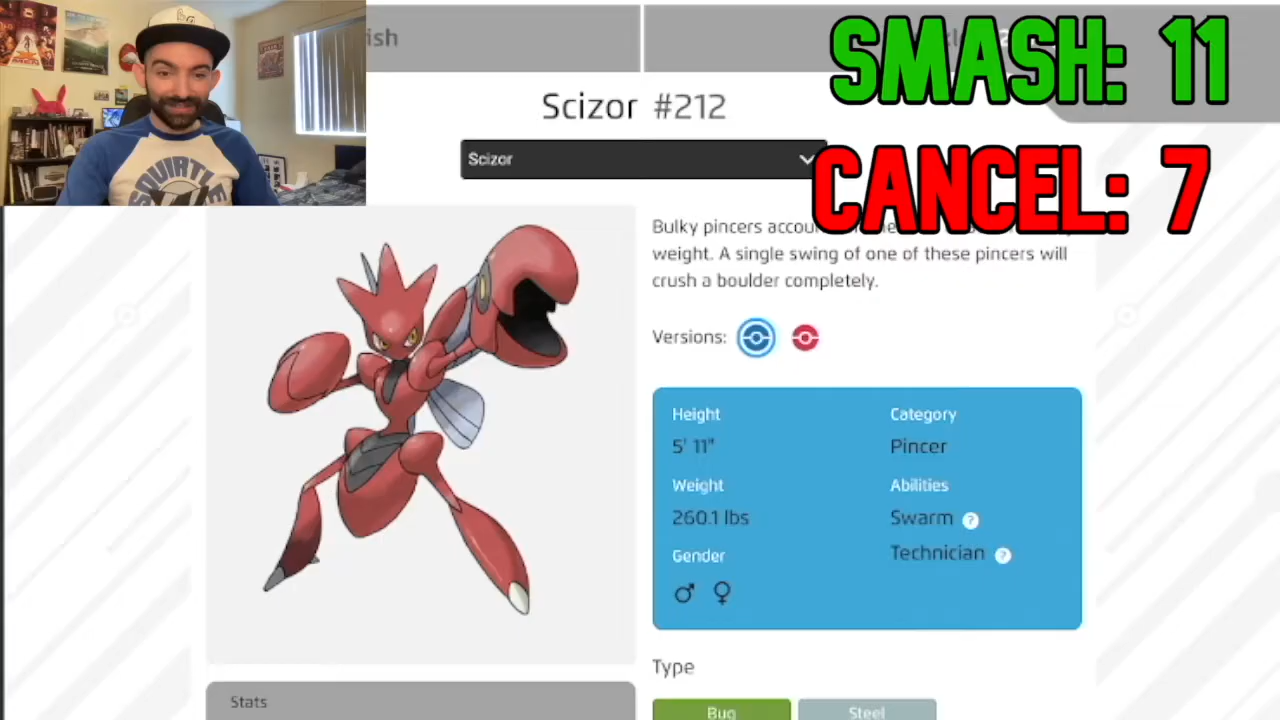 SMASH: 11
Scizor #212
Scizor
CANCEL: 7
SQUIRTLE
Bulky pincers
weight. A single swing of one of these pincers will
crush a boulder completely.
Versions:
Height
Category
5' 11"
Pincer
Weight
Abilities
260.1 lbs
Swarm ?
Gender
Technician ?
Type
Stats
Bug
Steel